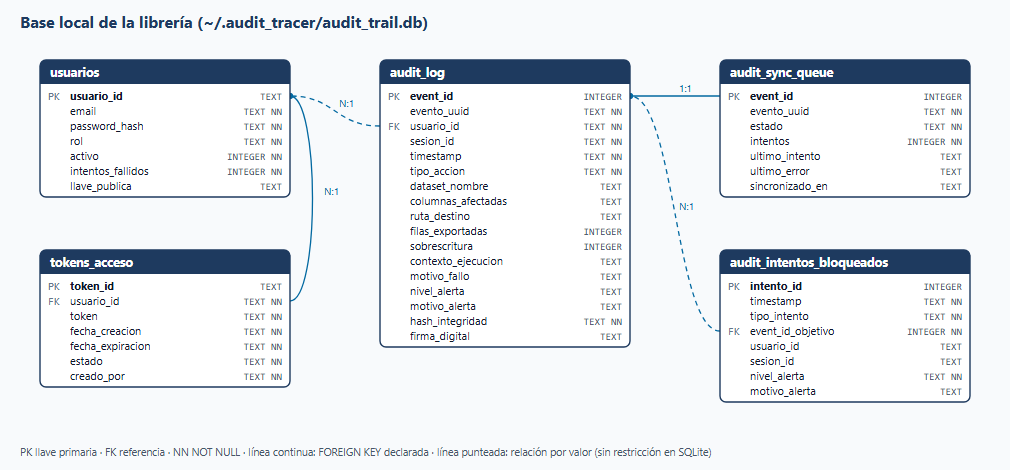 Base local de la librería (~/.audit_tracer/audit_trail.db)
usuarios
PK usuario_id TEXT
email TEXT NN
password_hash TEXT NN
rol TEXT NN
activo INTEGER NN
intentos_fallidos INTEGER NN
llave_publica TEXT
N:1
N:1
tokens_acceso
PK token_id TEXT
FK usuario_id TEXT NN
token TEXT NN
fecha_creacion TEXT NN
fecha_expiracion TEXT NN
estado TEXT NN
creado_por TEXT NN
audit_log
PK event_id INTEGER
evento_uuid TEXT NN
FK usuario_id TEXT NN
sesion_id TEXT NN
timestamp TEXT NN
tipo_accion TEXT NN
dataset_nombre TEXT
columnas_afectadas TEXT
ruta_destino TEXT
filas_exportadas INTEGER
sobrescritura INTEGER
contexto_ejecucion TEXT
motivo_fallo TEXT
nivel_alerta TEXT
motivo_alerta TEXT
hash_integridad TEXT NN
firma_digital TEXT
1:1
N:1
audit_sync_queue
PK event_id INTEGER
evento_uuid TEXT NN
estado TEXT NN
intentos INTEGER NN
ultimo_intento TEXT
ultimo_error TEXT
sincronizado_en TEXT
audit_intentos_bloqueados
PK intento_id INTEGER
timestamp TEXT NN
tipo_intento TEXT NN
FK event_id_objetivo INTEGER NN
usuario_id TEXT
sesion_id TEXT
nivel_alerta TEXT NN
motivo_alerta TEXT
PK llave primaria · FK referencia · NN NOT NULL · línea continua: FOREIGN KEY declarada · línea punteada: relación por valor (sin restricción en SQLite)